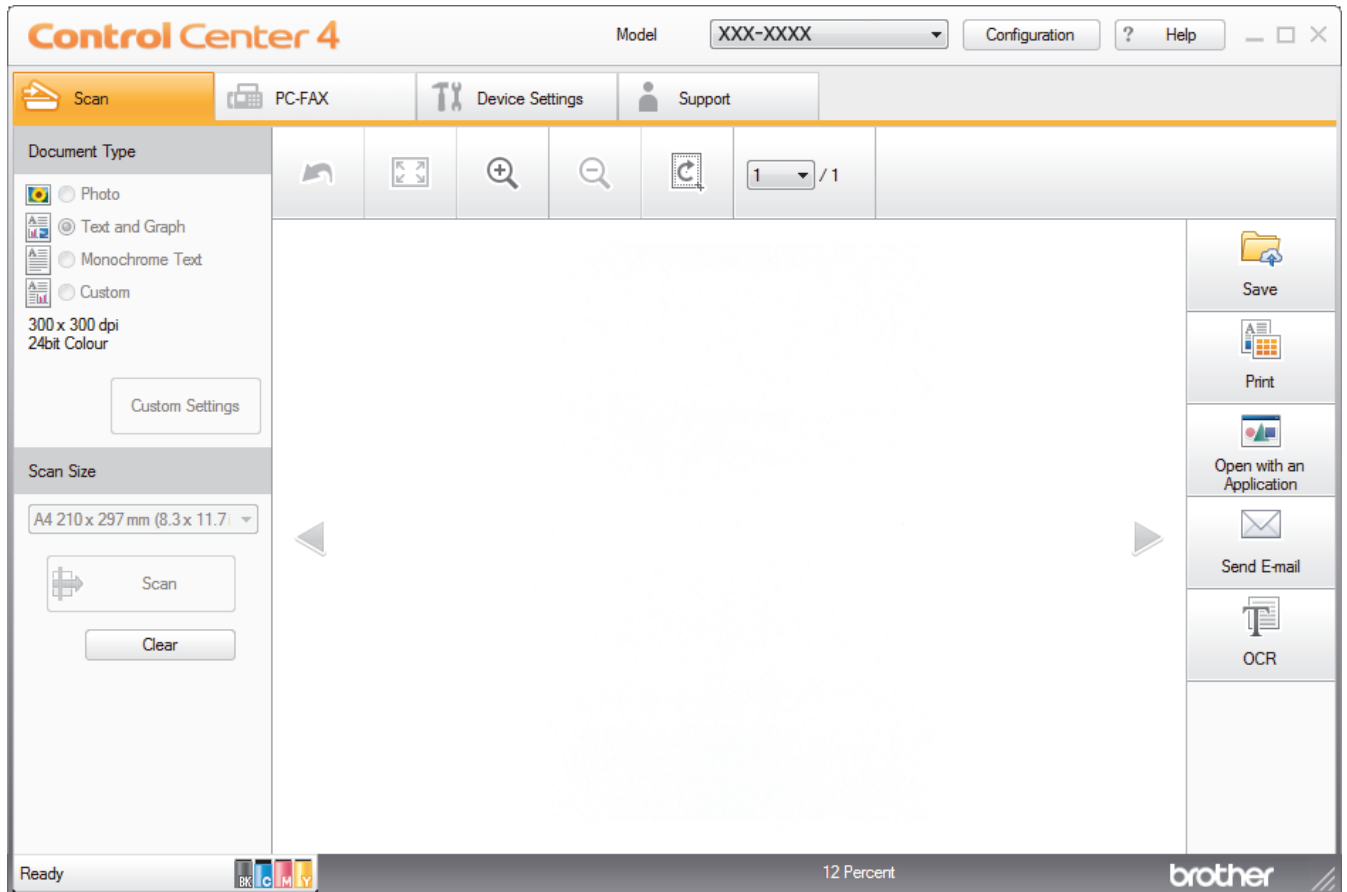 Control Center 4
Model
XXX-XXXX
Configuration
? Help
Scan
PC-FAX
Device Settings
Support
Document Type
Photo
Text and Graph
Monochrome Text
Custom
300 x 300 dpi
24bit Colour
Custom Settings
Scan Size
A4 210 x 297 mm (8.3 x 11.7
Scan
Clear
1 / 1
Save
Print
Open with an
Application
Send E-mail
OCR
Ready
BK C M Y
12 Percent
brother